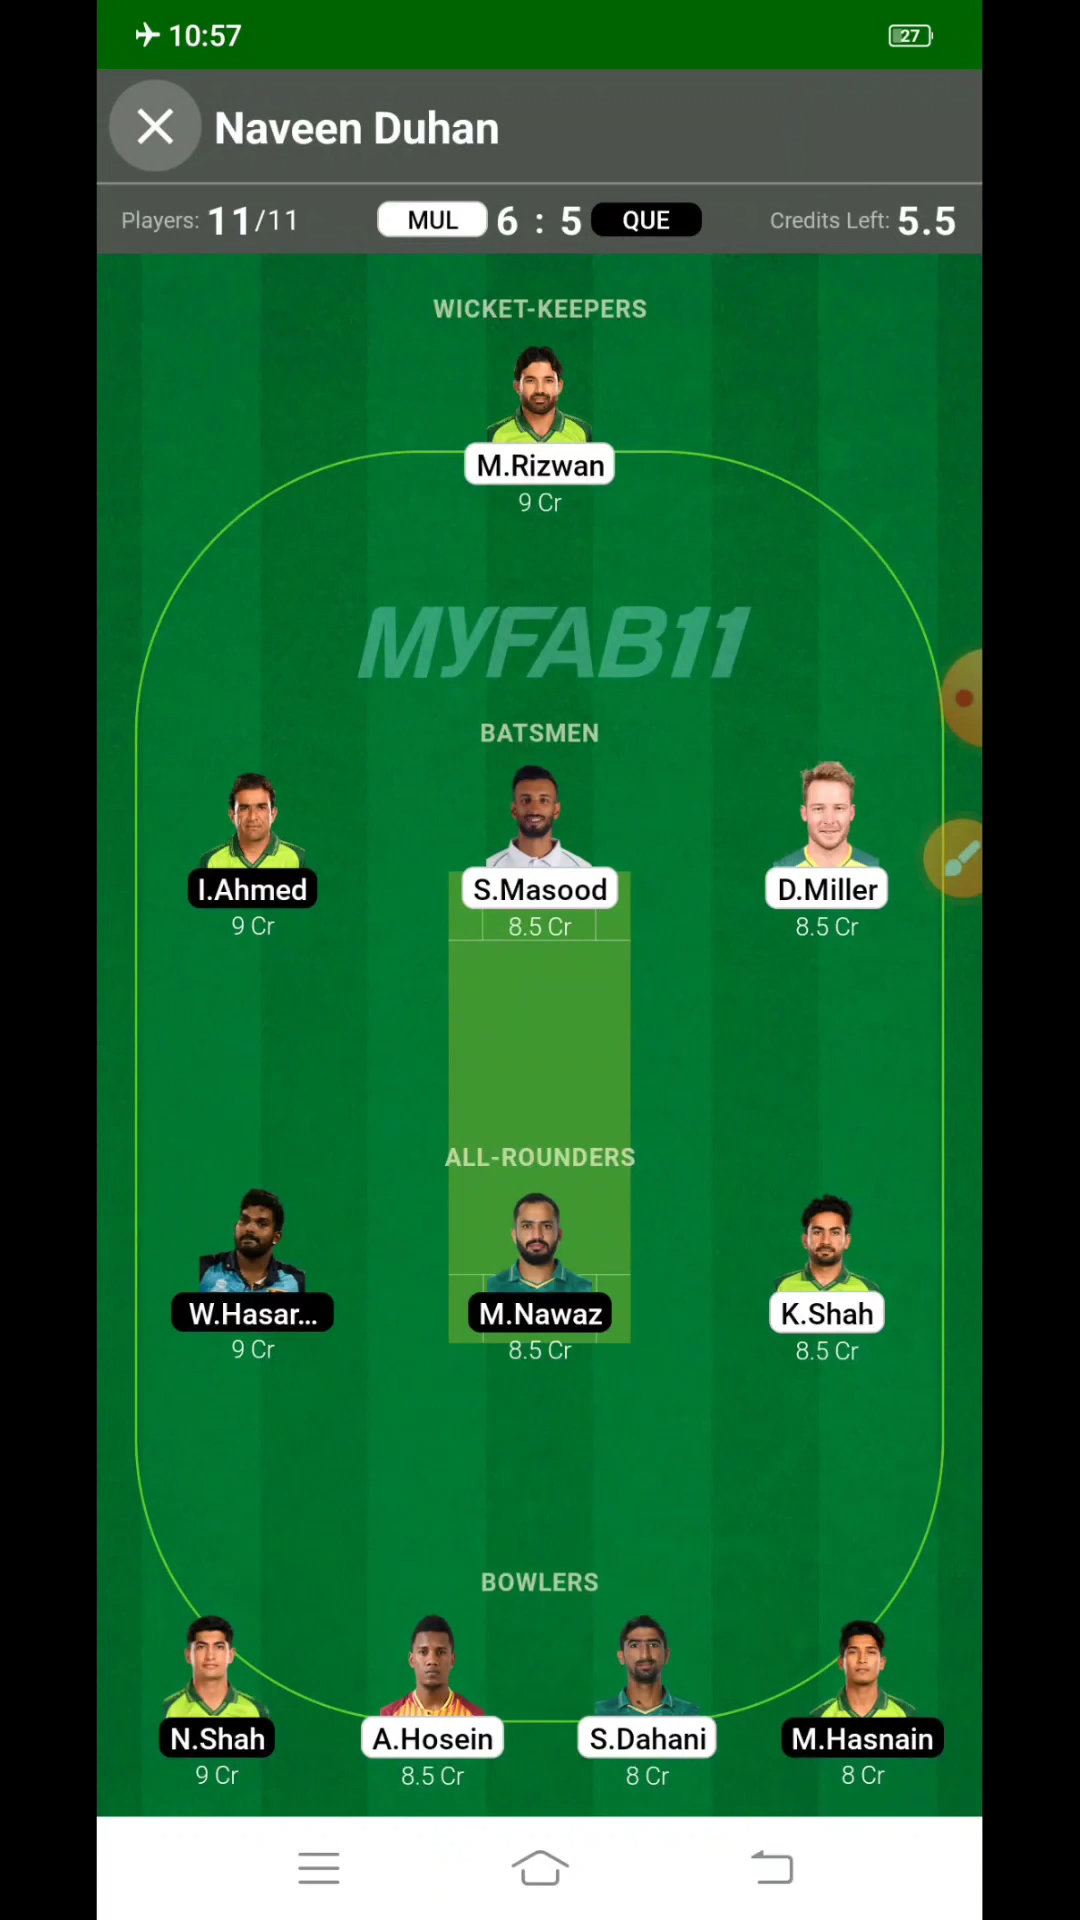 10:57
27
Naveen Duhan
Players: 11/11 MUL 6 : 5 QUE Credits Left: 5.5
WICKET-KEEPERS
M.Rizwan
9 Cr
MYFAB11
BATSMEN
I.Ahmed S.Masood D.Miller
9 Cr 8.5 Cr 8.5 Cr
ALL-ROUNDERS
W.Hasar... M.Nawaz K.Shah
9 Cr 8.5 Cr 8.5 Cr
BOWLERS
N.Shah A.Hosein S.Dahani M.Hasnain
9 Cr 8.5 Cr 8 Cr 8 Cr